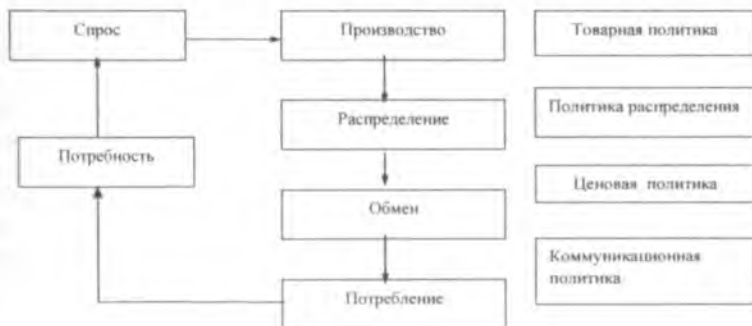 Спрос
Производство
Товарная политика
Распределение
Политика распределения
Потребность
Ценовая политика
Обмен
Коммуникационная
политика
Потребление